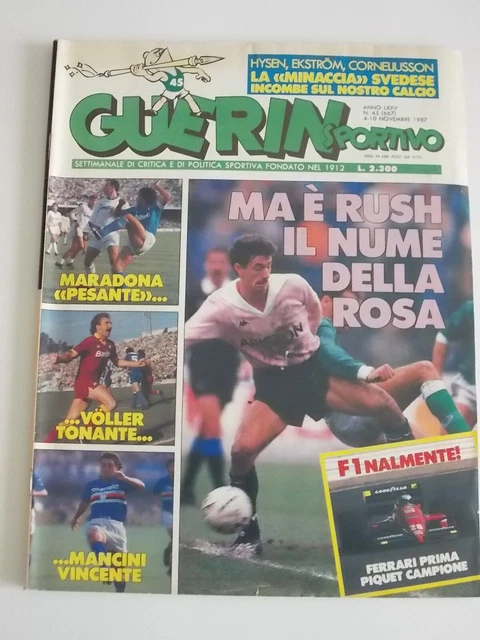 HYSEN, EKSTRÖM, CORNELIUSSON
LA «MINACCIA» SVEDESE
INCOMBE SUL NOSTRO CALCIO
45
GUERIN SPORTIVO
ANNO LXXV
N. 45 (667)
4-10 NOVEMBRE 1987
SETTIMANALE DI CRITICA E DI POLITICA SPORTIVA FONDATO NEL 1912
L. 2.300
MA È RUSH
IL NUME
DELLA
ROSA
MARADONA
«PESANTE»...
...VÖLLER
TONANTE...
...MANCINI
VINCENTE
F1NALMENTE!
GOODYEAR
28
FERRARI PRIMA
PIQUET CAMPIONE